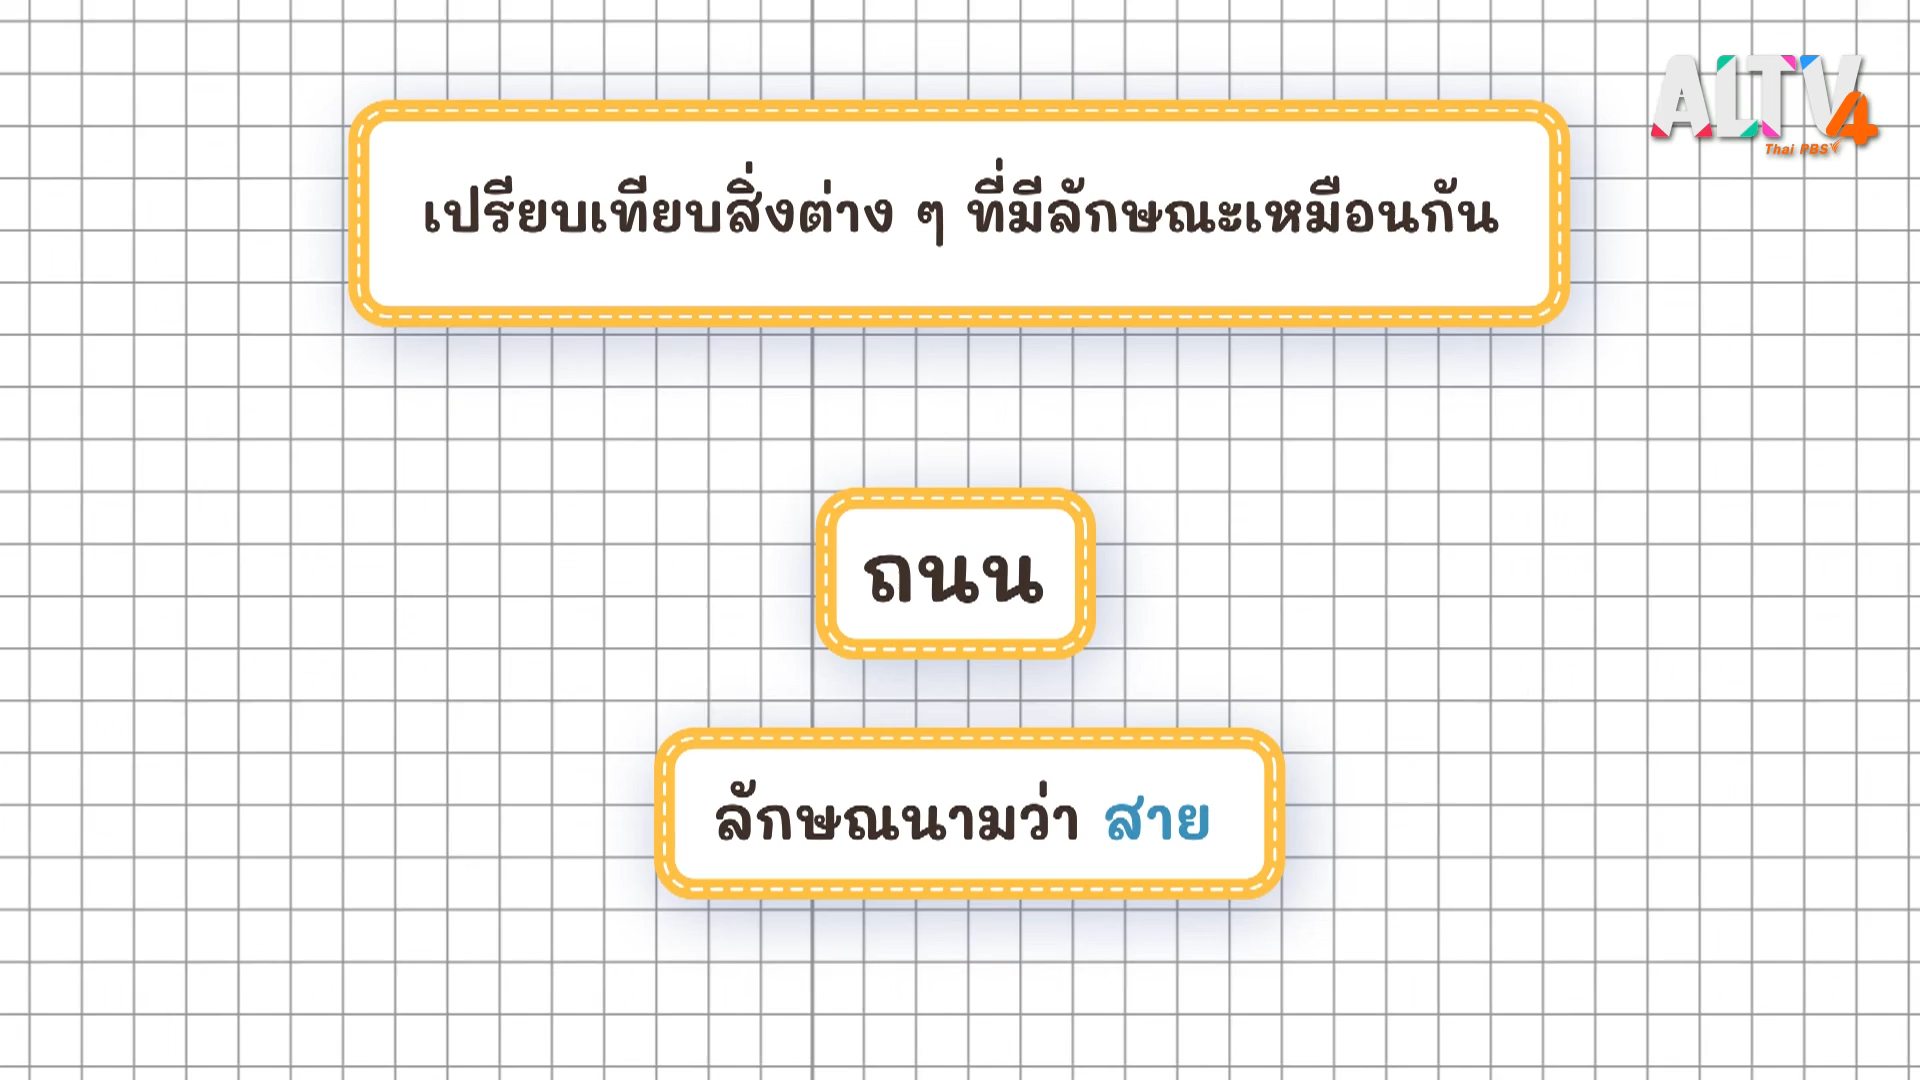 ALTV4
Thai PBS
เปรียบเทียบสิ่งต่าง ๆ ที่มีลักษณะเหมือนกัน
ถนน
ลักษณนามว่า สาย